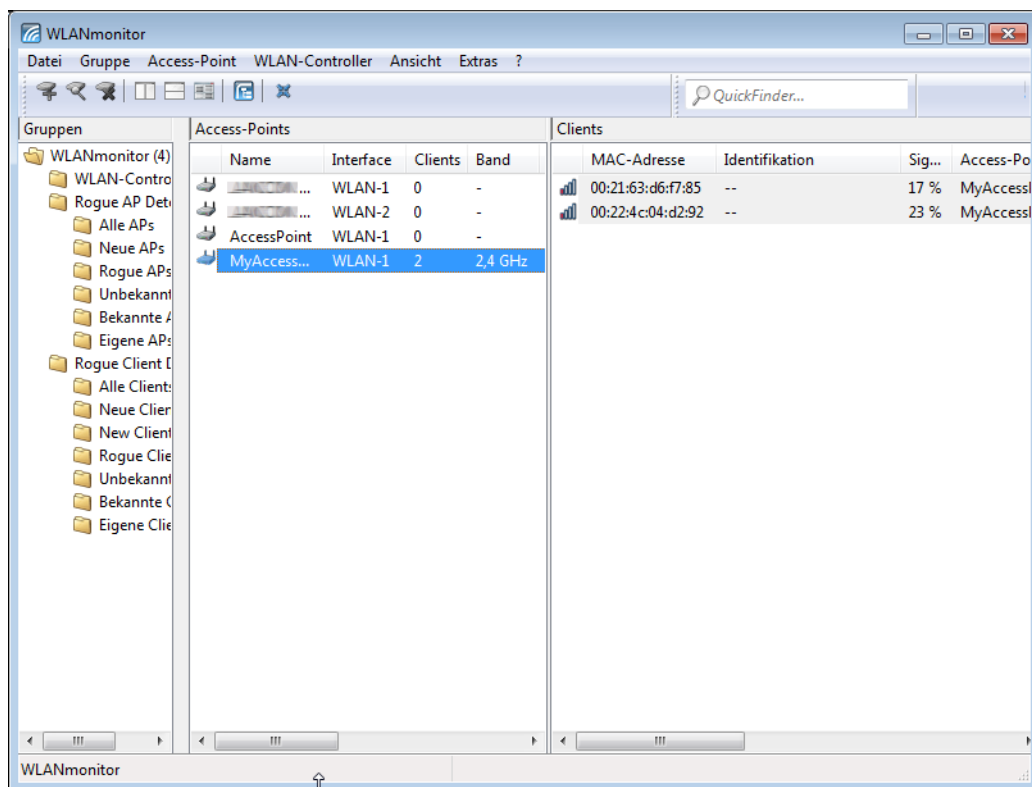 WLANmonitor
Datei Gruppe Access-Point WLAN-Controller Ansicht Extras ?
QuickFinder...
Gruppen
WLANmonitor (4)
WLAN-Contro
Rogue AP Det
Alle APs
Neue APs
Rogue APs
Unbekannt
Bekannte A
Eigene APs
Rogue Client D
Alle Clients
Neue Clien
New Client
Rogue Clie
Unbekannt
Bekannte C
Eigene Clie
Access-Points
Name Interface Clients Band
... WLAN-1 0 -
... WLAN-2 0 -
AccessPoint WLAN-1 0 -
MyAccess... WLAN-1 2 2,4 GHz
Clients
MAC-Adresse Identifikation Sig... Access-Po
00:21:63:d6:f7:85 -- 17 % MyAccess
00:22:4c:04:d2:92 -- 23 % MyAccess
WLANmonitor